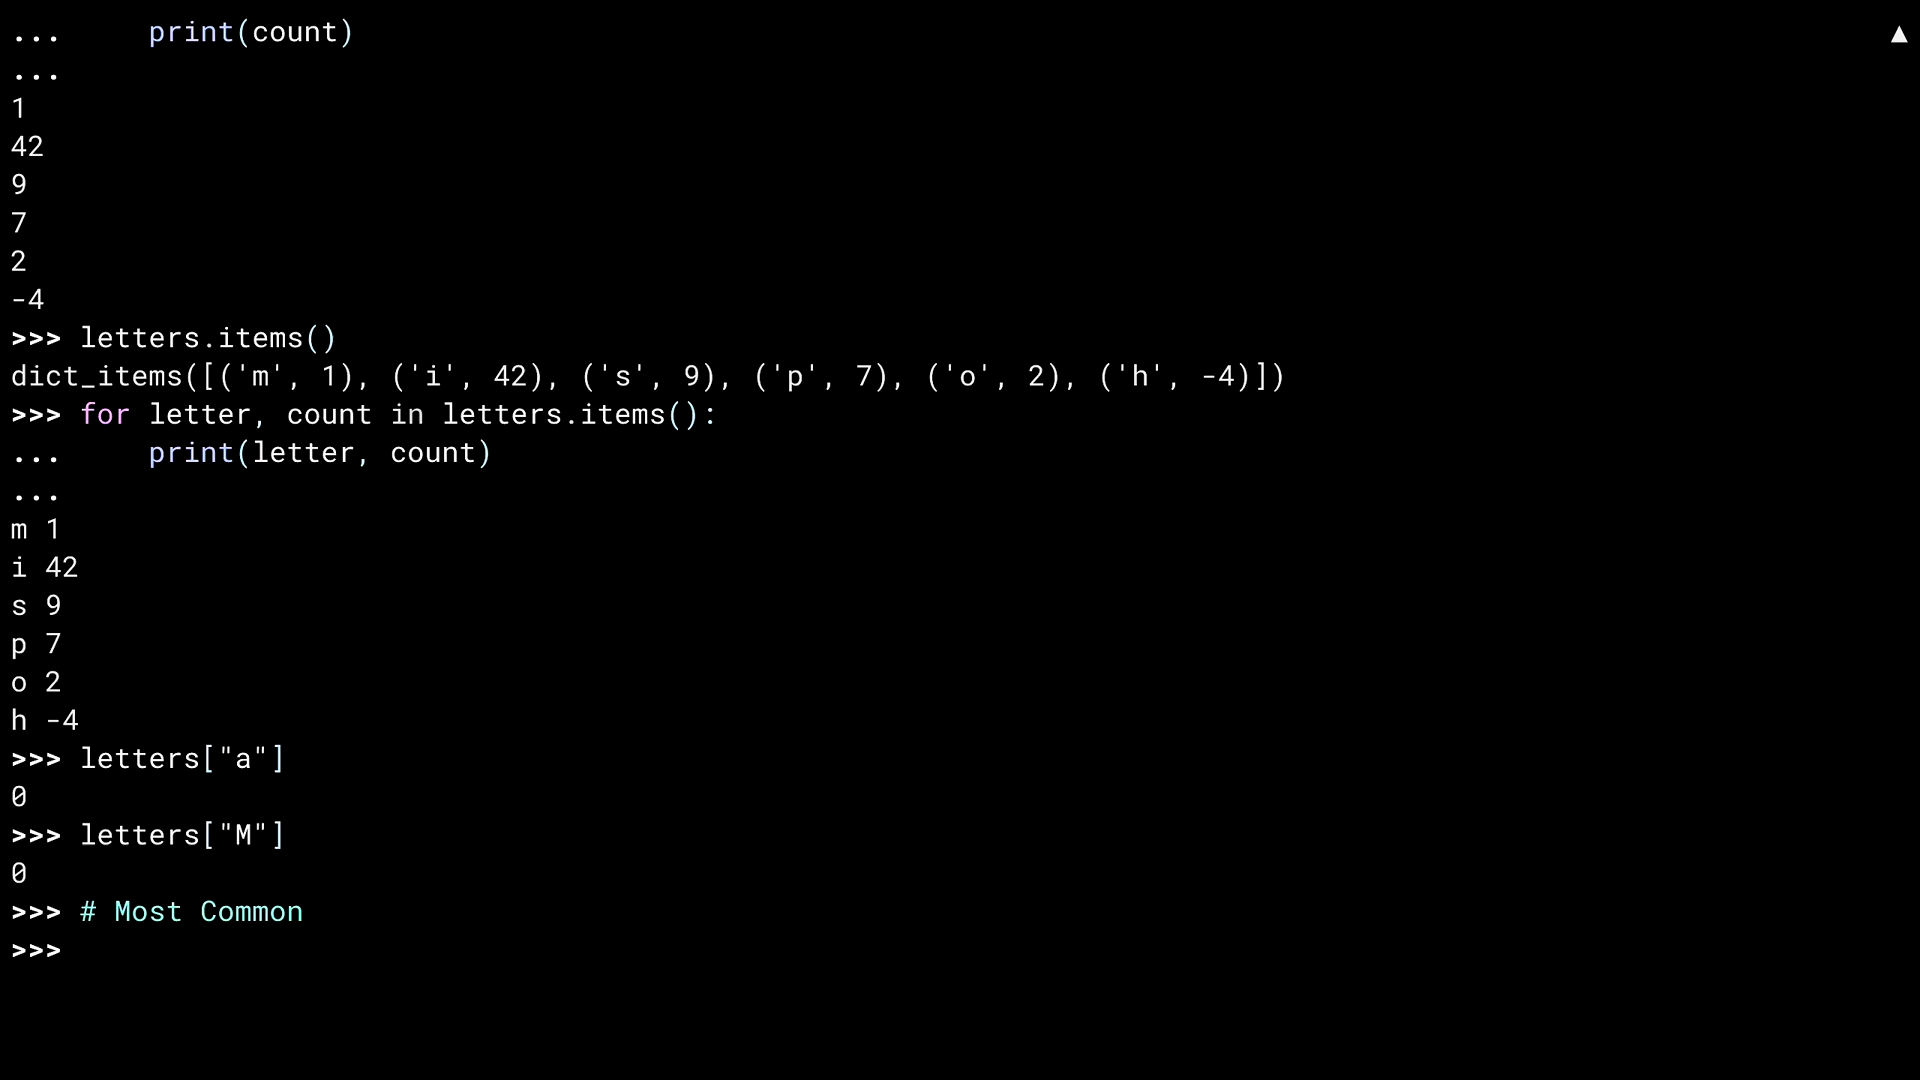 ...     print(count)
...
1
42
9
7
2
-4
>>> letters.items()
dict_items([('m', 1), ('i', 42), ('s', 9), ('p', 7), ('o', 2), ('h', -4)])
>>> for letter, count in letters.items():
...     print(letter, count)
...
m 1
i 42
s 9
p 7
o 2
h -4
>>> letters["a"]
0
>>> letters["M"]
0
>>> # Most Common
>>>